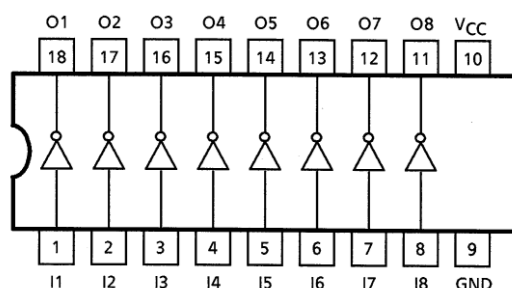 O1 O2 O3 O4 O5 O6 O7 O8 VCC
18 17 16 15 14 13 12 11 10
1 2 3 4 5 6 7 8 9
I1 I2 I3 I4 I5 I6 I7 I8 GND